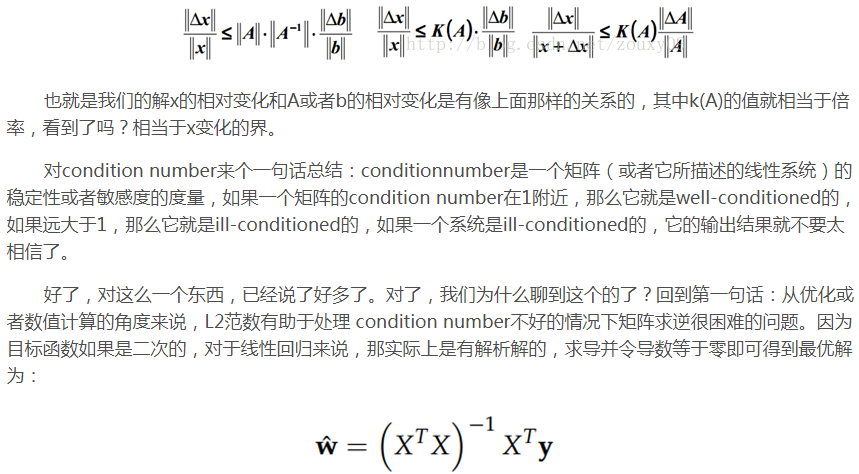 ‖Δx‖/‖x‖ ≤ ‖A‖·‖A⁻¹‖·‖Δb‖/‖b‖  ‖Δx‖/‖x‖ ≤ K(A)·‖Δb‖/‖b‖  ‖Δx‖/‖x + Δx‖ ≤ K(A)‖ΔA‖/‖A‖
也就是我们的解x的相对变化和A或者b的相对变化是有像上面那样的关系的，其中k(A)的值就相当于倍
率，看到了吗？相当于x变化的界。
对condition number来个一句话总结：conditionnumber是一个矩阵（或者它所描述的线性系统）的
稳定性或者敏感度的度量，如果一个矩阵的condition number在1附近，那么它就是well-conditioned的，
如果远大于1，那么它就是ill-conditioned的，如果一个系统是ill-conditioned的，它的输出结果就不要太
相信了。
好了，对这么一个东西，已经说了好多了。对了，我们为什么聊到这个的了？回到第一句话：从优化或
者数值计算的角度来说，L2范数有助于处理 condition number不好的情况下矩阵求逆很困难的问题。因为
目标函数如果是二次的，对于线性回归来说，那实际上是有解析解的，求导并令导数等于零即可得到最优解
为：
ŵ = (XᵀX)⁻¹ Xᵀy